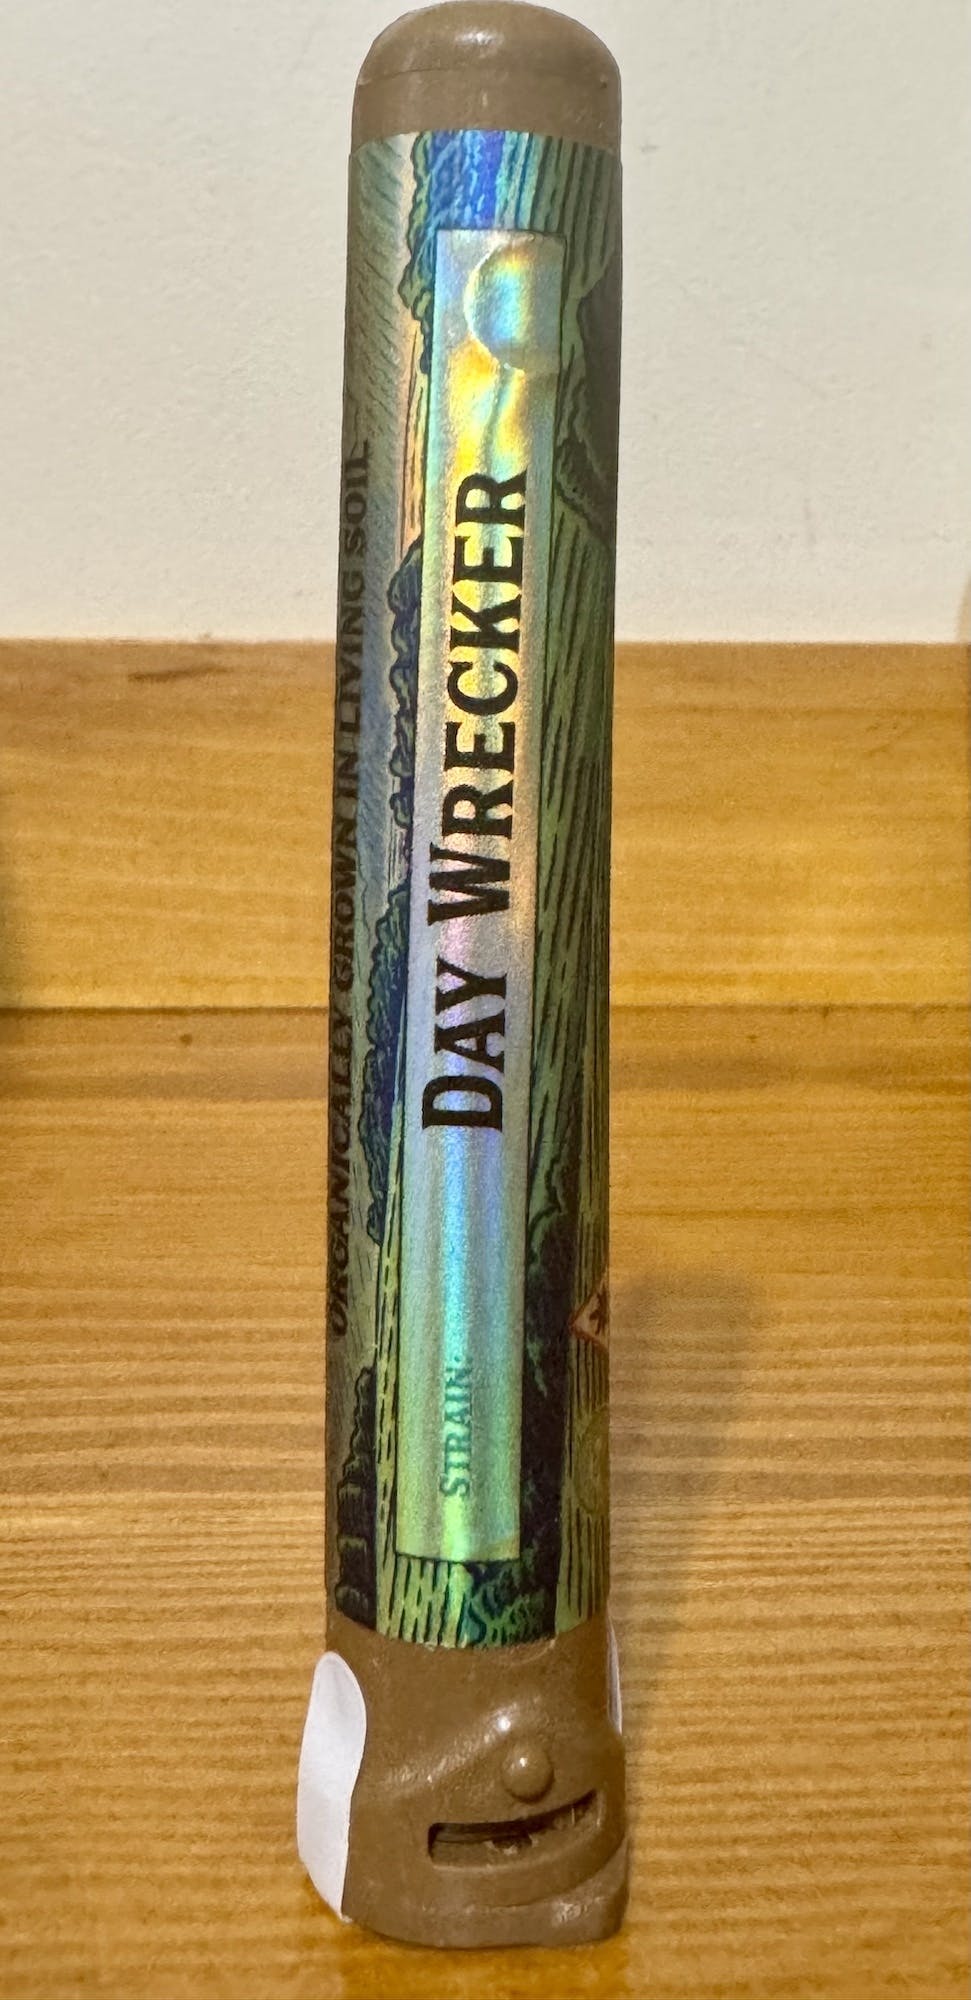 ORGANICALLY GROWN IN LIVING SOIL
DAY WRECKER
STRAIN: